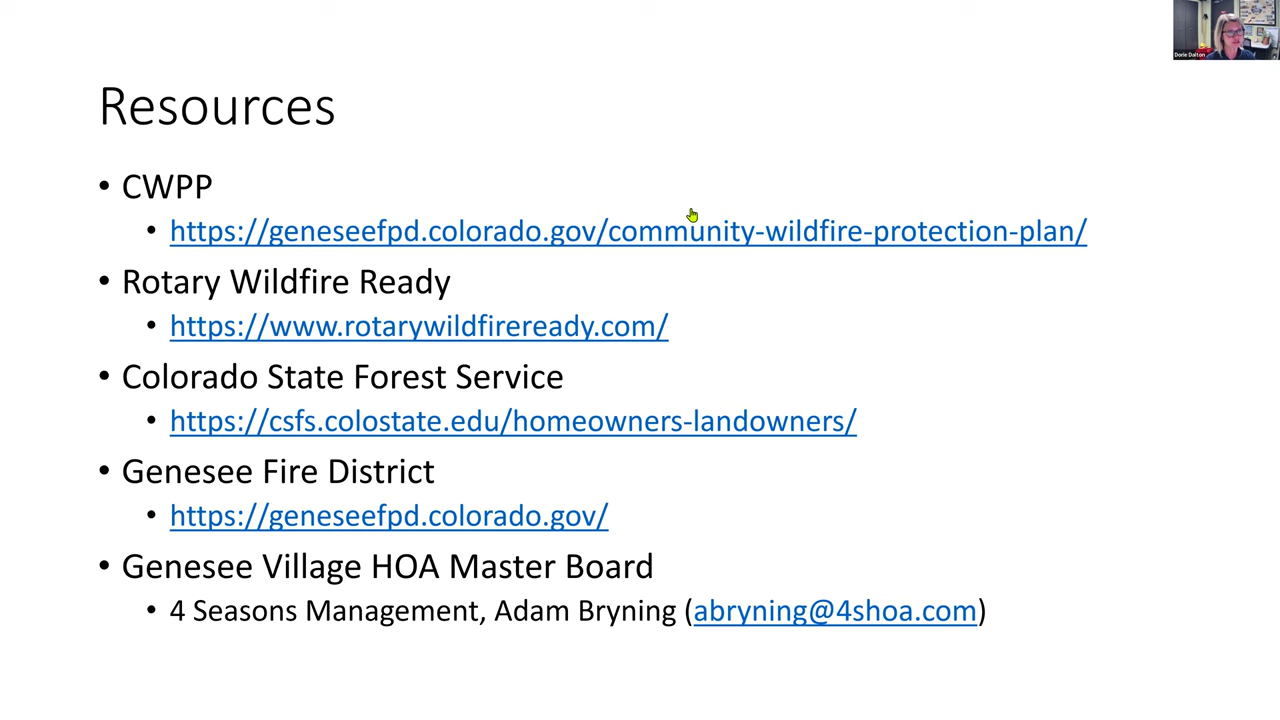 Dorie Dalton
Resources
• CWPP
• https://geneseefpd.colorado.gov/community-wildfire-protection-plan/
• Rotary Wildfire Ready
• https://www.rotarywildfireready.com/
• Colorado State Forest Service
• https://csfs.colostate.edu/homeowners-landowners/
• Genesee Fire District
• https://geneseefpd.colorado.gov/
• Genesee Village HOA Master Board
• 4 Seasons Management, Adam Bryning (abryning@4shoa.com)